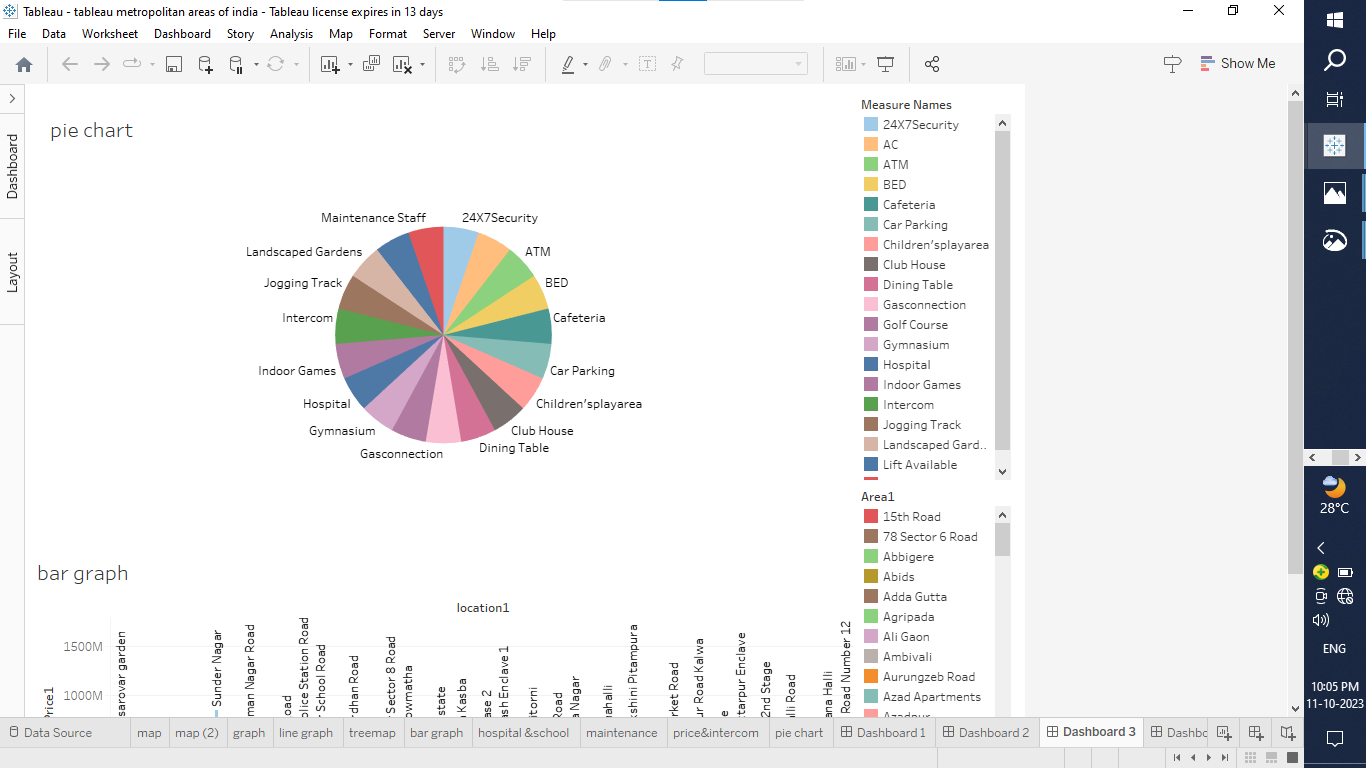 Tableau - tableau metropolitan areas of india - Tableau license expires in 13 days
File Data Worksheet Dashboard Story Analysis Map Format Server Window Help
Show Me
Dashboard
Layout
pie chart
Maintenance Staff
24X7Security
Landscaped Gardens
ATM
Jogging Track
BED
Intercom
Cafeteria
Indoor Games
Car Parking
Hospital
Children'splayarea
Gymnasium
Club House
Gasconnection
Dining Table
Measure Names
24X7Security
AC
ATM
BED
Cafeteria
Car Parking
Children'splayarea
Club House
Dining Table
Gasconnection
Golf Course
Gymnasium
Hospital
Indoor Games
Intercom
Jogging Track
Landscaped Gard..
Lift Available
Area1
15th Road
78 Sector 6 Road
Abbigere
Abids
Adda Gutta
Agripada
Ali Gaon
Ambivali
Aurungzeb Road
Azad Apartments
bar graph
location1
1500M
1000M
Price1
sarovar garden
Sunder Nagar
man Nagar Road
oad
olice Station Road
School Road
rdhan Road
Sector 8 Road
owmatha
state
a Kasba
ase 2
ash Enclave 1
itorni
Road
a Nagar
nahalli
kshini Pitampura
rket Road
ur Road Kalwa
e
ttarpur Enclave
2nd Stage
alli Road
ana Halli
Road Number 12
Data Source
map
map (2)
graph
line graph
treemap
bar graph
hospital &school
maintenance
price&intercom
pie chart
Dashboard 1
Dashboard 2
Dashboard 3
Dashbo
28°C
ENG
10:05 PM
11-10-2023